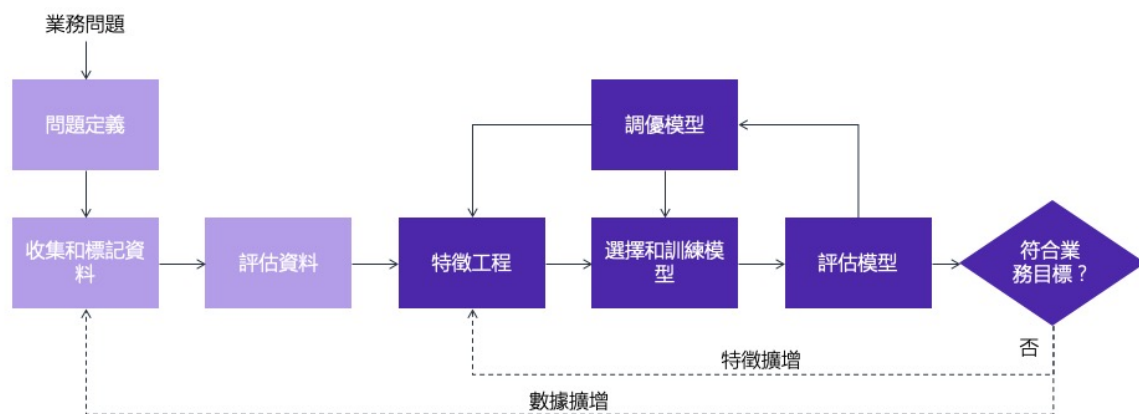 業務問題
問題定義
調優模型
收集和標記資
料
評估資料
特徵工程
選擇和訓練模
型
評估模型
符合業
務目標？
否
特徵擴增
數據擴增